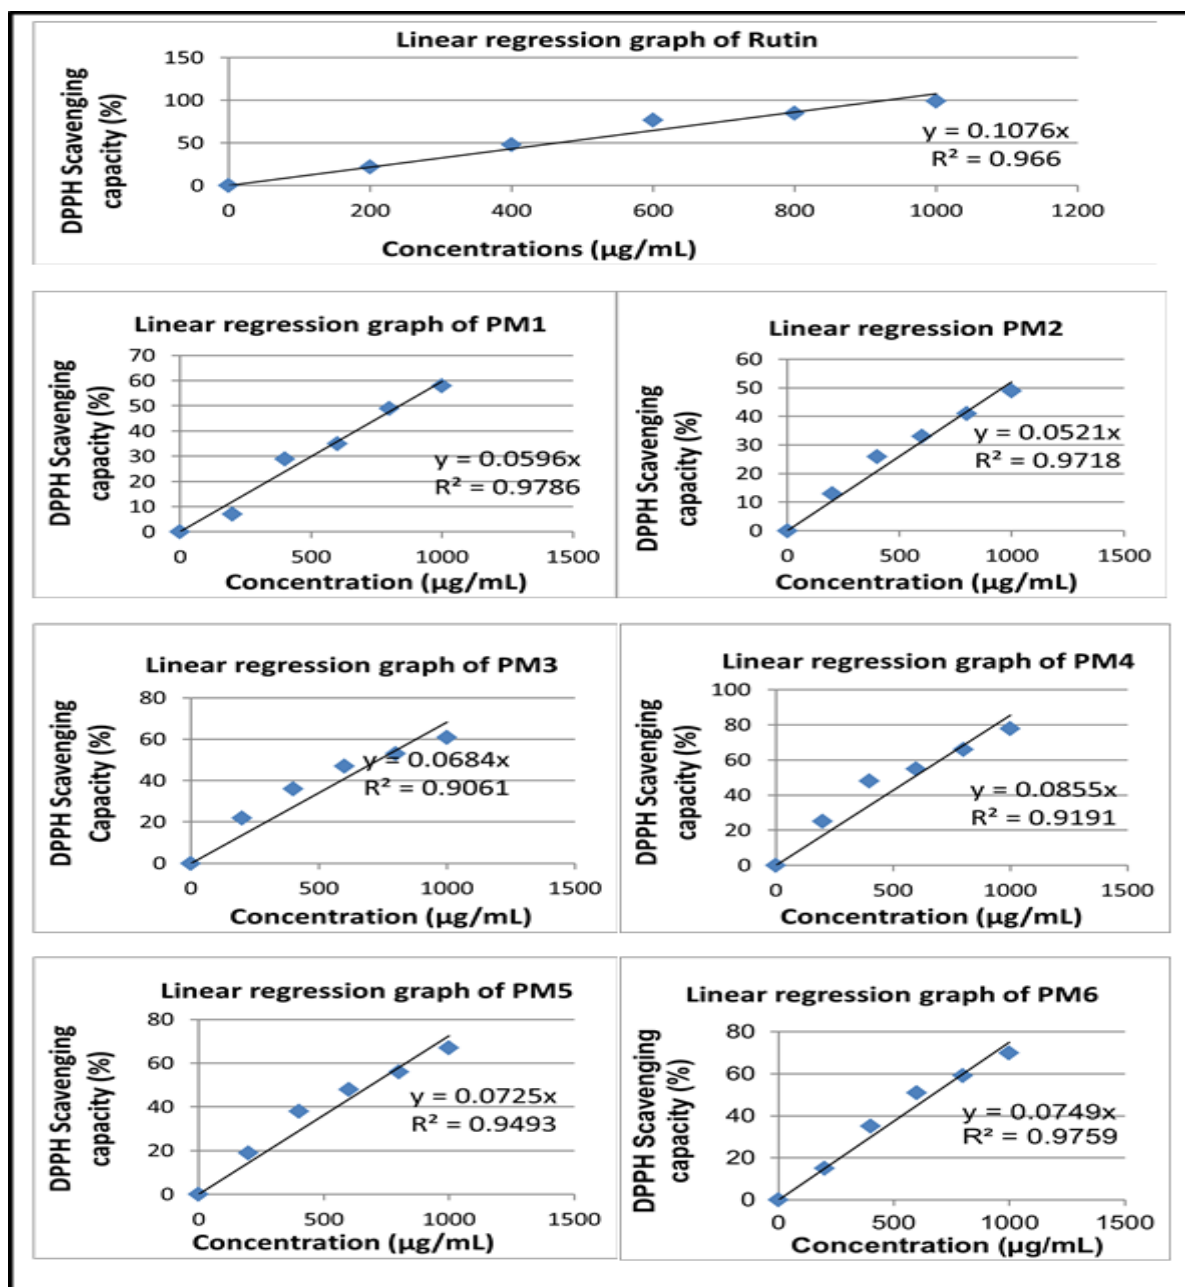 Linear regression graph of Rutin
DPPH Scavenging
capacity (%)
150
100
50
0
y = 0.1076x
R² = 0.966
0 200 400 600 800 1000 1200
Concentrations (µg/mL)
Linear regression graph of PM1
DPPH Scavenging
capacity (%)
70
60
50
40
30
20
10
0
y = 0.0596x
R² = 0.9786
0 500 1000 1500
Concentration (µg/mL)
Linear regression PM2
DPPH Scavenging
capacity (%)
60
50
40
30
20
10
0
y = 0.0521x
R² = 0.9718
0 500 1000 1500
Concentration (µg/mL)
Linear regression graph of PM3
DPPH Scavenging
Capacity (%)
80
60
40
20
0
y = 0.0684x
R² = 0.9061
0 500 1000 1500
Concentration (µg/mL)
Linear regression graph of PM4
DPPH Scavenging
capacity (%)
100
80
60
40
20
0
y = 0.0855x
R² = 0.9191
0 500 1000 1500
Concentration (µg/mL)
Linear regression graph of PM5
DPPH Scavenging
capacity (%)
80
60
40
20
0
y = 0.0725x
R² = 0.9493
0 500 1000 1500
Concentration (µg/mL)
Linear regression graph of PM6
DPPH Scavenging
capacity (%)
80
60
40
20
0
y = 0.0749x
R² = 0.9759
0 500 1000 1500
Concentration (µg/mL)